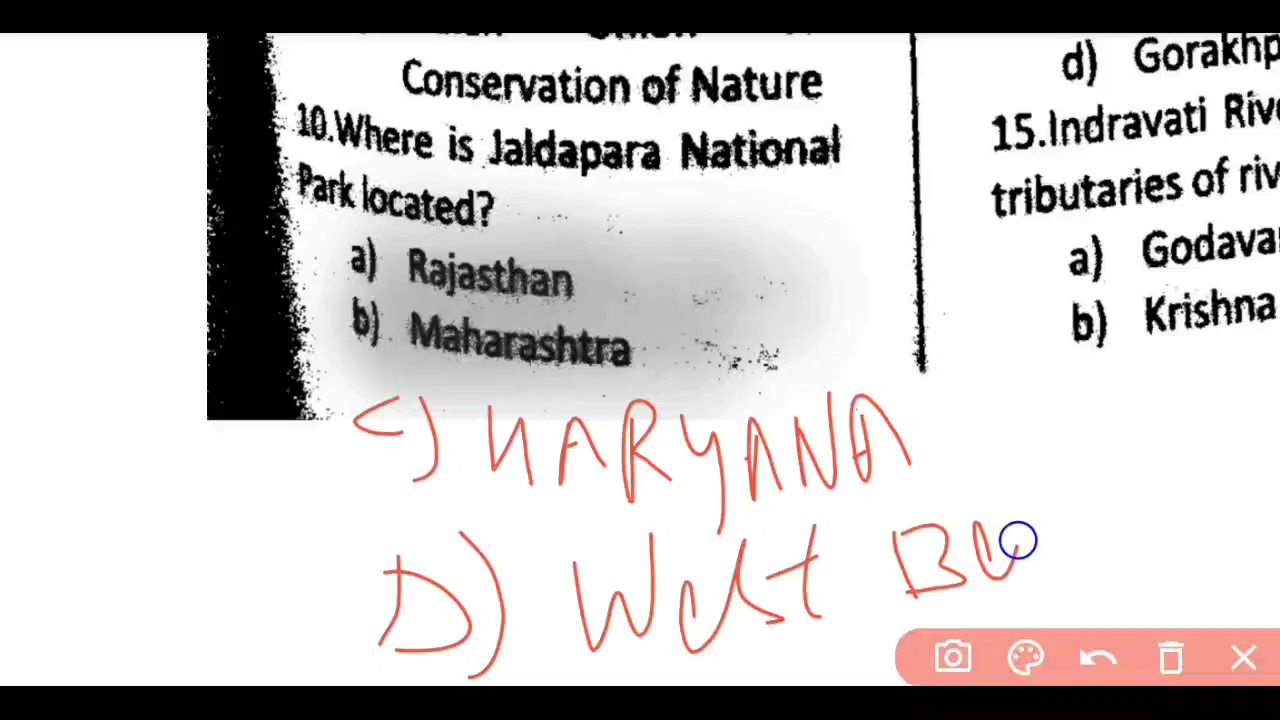 Conservation of Nature
10.Where is Jaldapara National
Park located?
a) Rajasthan
b) Maharashtra
c) HARYANA
D) West
d) Gorakhp
15.Indravati Riv
tributaries of riv
a) Godava
b) Krishna